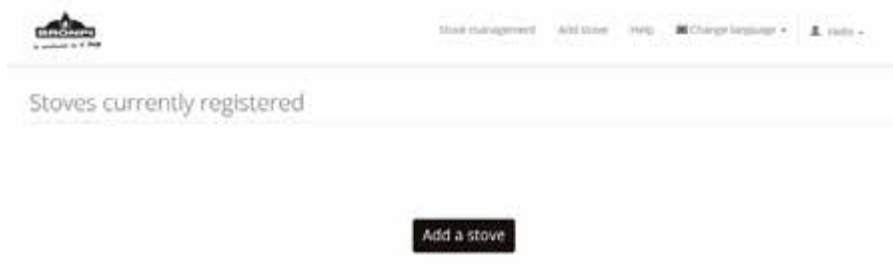 BRONPI
Stove management Add stove Help Change language Hello
Stoves currently registered
Add a stove